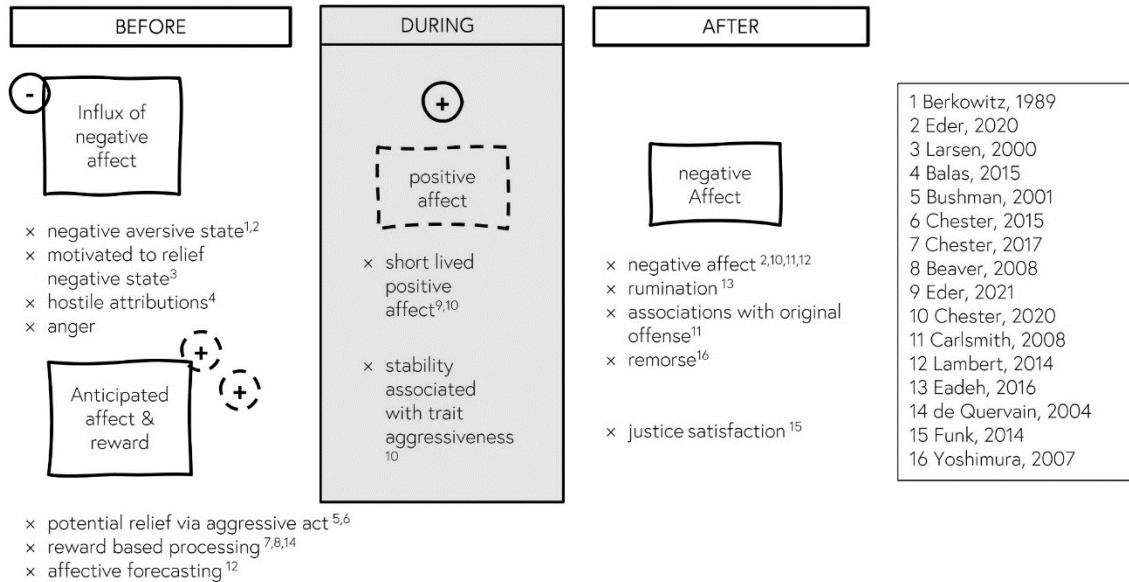 BEFORE
-
Influx of
negative
affect
× negative aversive state1,2
× motivated to relief
negative state3
× hostile attributions4
× anger
+
+
Anticipated
affect &
reward
× potential relief via aggressive act 5,6
× reward based processing 7,8,14
× affective forecasting 12
DURING
+
positive
affect
× short lived
positive
affect9,10
× stability
associated
with trait
aggressiveness
10
AFTER
negative
Affect
× negative affect 2,10,11,12
× rumination 13
× associations with original
offense11
× remorse16
× justice satisfaction 15
1 Berkowitz, 1989
2 Eder, 2020
3 Larsen, 2000
4 Balas, 2015
5 Bushman, 2001
6 Chester, 2015
7 Chester, 2017
8 Beaver, 2008
9 Eder, 2021
10 Chester, 2020
11 Carlsmith, 2008
12 Lambert, 2014
13 Eadeh, 2016
14 de Quervain, 2004
15 Funk, 2014
16 Yoshimura, 2007